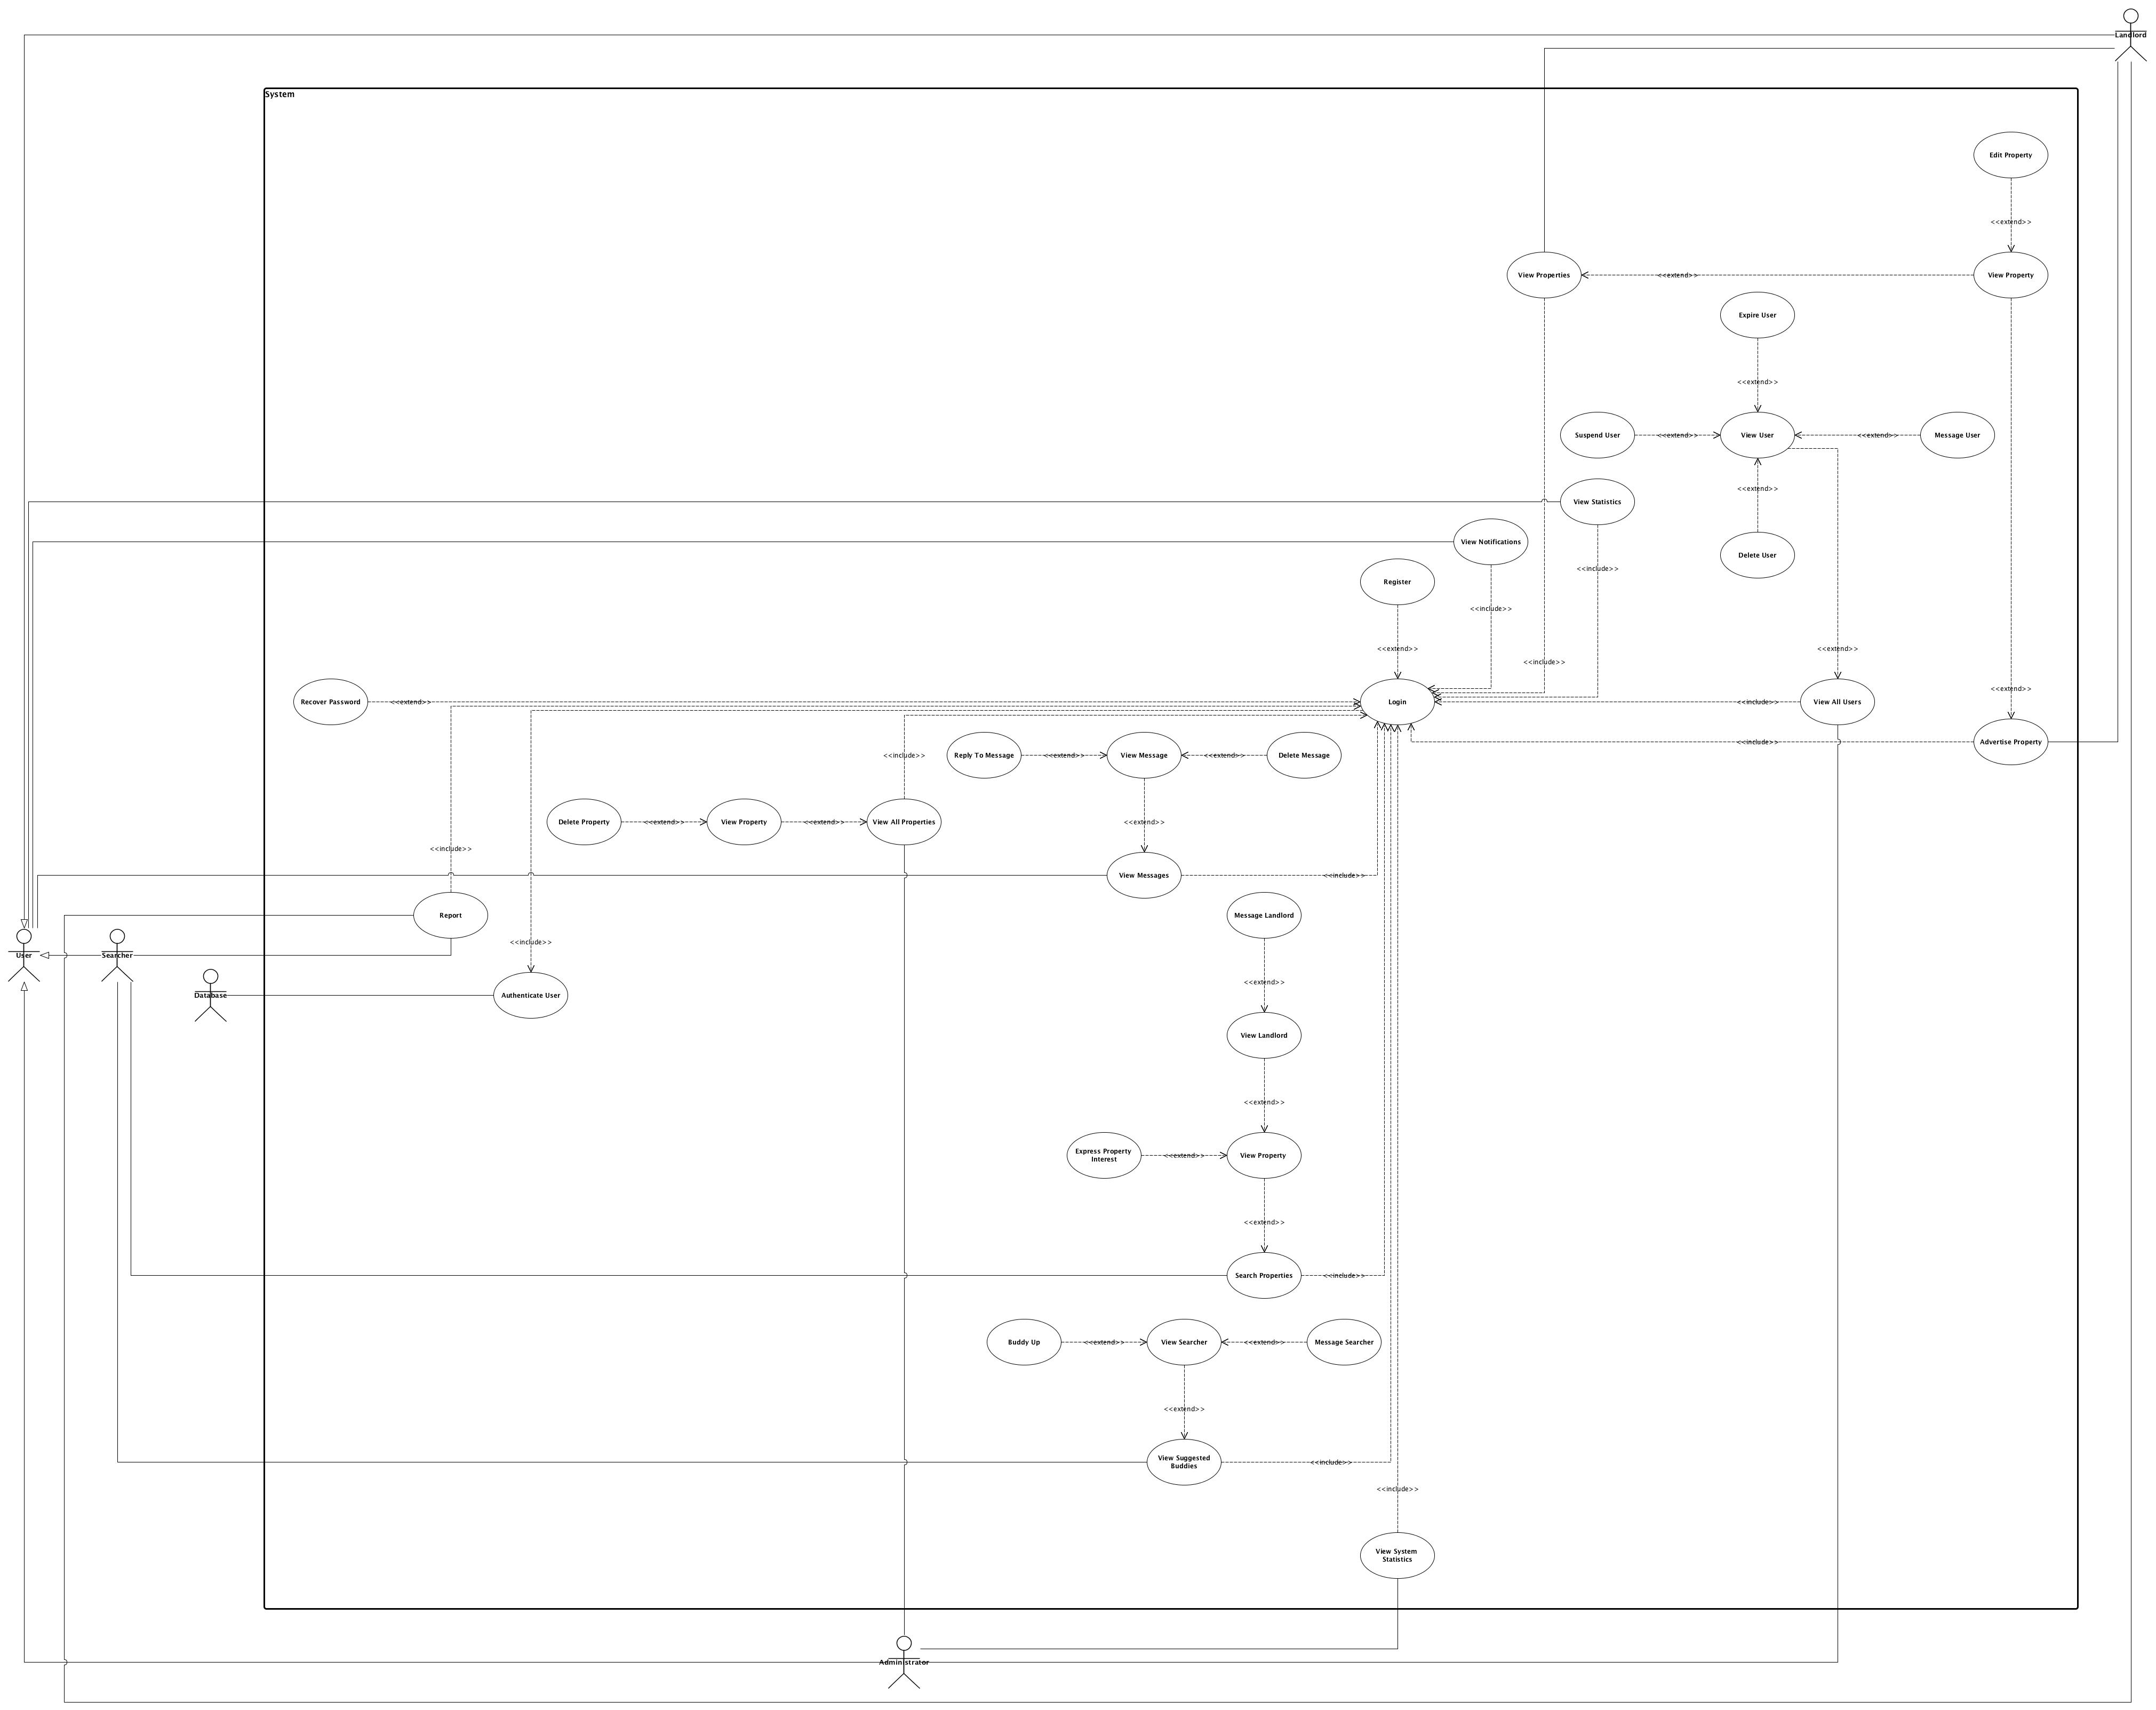 Landlord
System
Edit Property
<<extend>>
View Properties
<<extend>>
View Property
Expire User
<<extend>>
Suspend User
<<extend>>
View User
<<extend>>
Message User
<<extend>>
View Statistics
View Notifications
Delete User
<<include>>
Register
<<include>>
<<extend>>
<<extend>>
<<include>>
<<extend>>
Recover Password
<<extend>>
Login
<<include>>
View All Users
<<include>>
Advertise Property
<<include>>
Reply To Message
<<extend>>
View Message
<<extend>>
Delete Message
Delete Property
<<extend>>
View Property
<<extend>>
View All Properties
<<extend>>
<<include>>
View Messages
<<include>>
Report
Message Landlord
<<include>>
User
Searcher
<<extend>>
Database
Authenticate User
View Landlord
<<extend>>
Express Property
Interest
<<extend>>
View Property
<<extend>>
Search Properties
<<include>>
Buddy Up
<<extend>>
View Searcher
<<extend>>
Message Searcher
<<extend>>
View Suggested
Buddies
<<include>>
<<include>>
View System
Statistics
Administrator